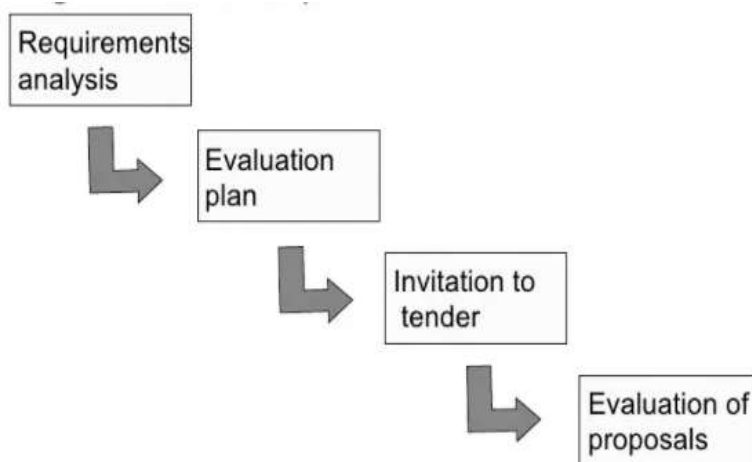 Requirements
analysis
Evaluation
plan
Invitation to
tender
Evaluation of
proposals